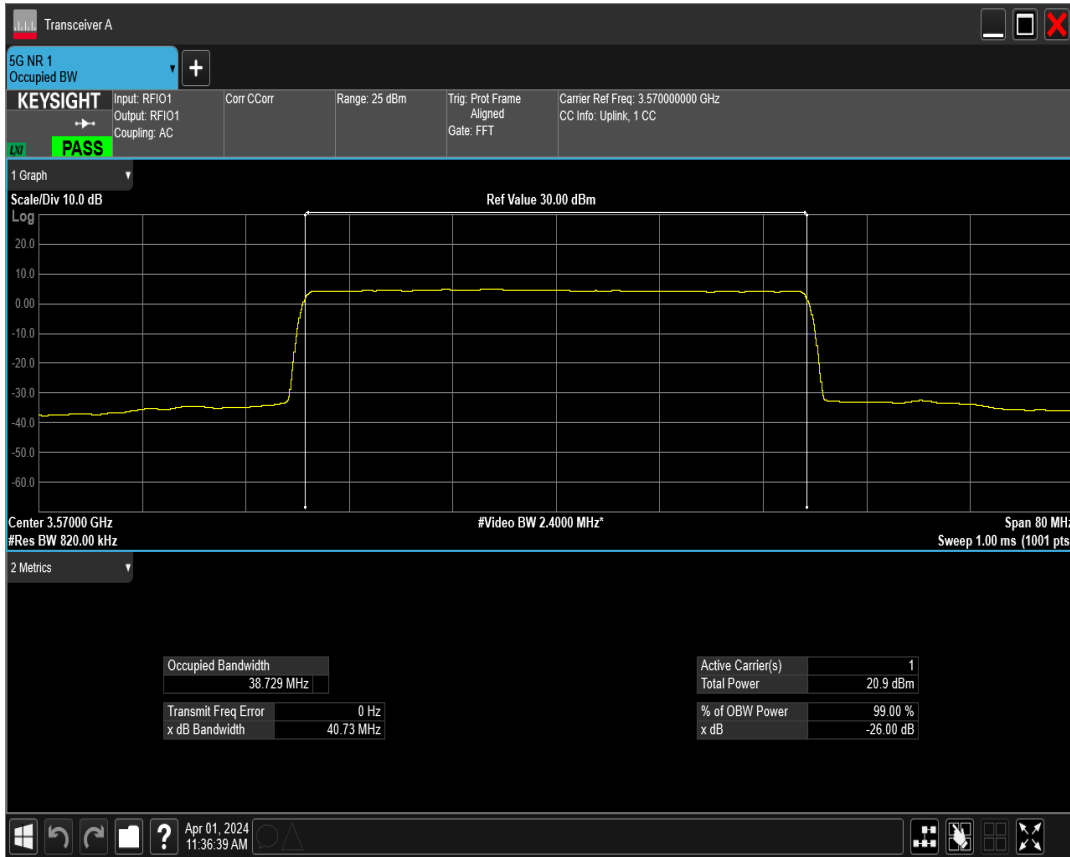 Transceiver A
5G NR 1
Occupied BW
KEYSIGHT
LXI
PASS
Input: RFIO1
Output: RFIO1
Coupling: AC
Corr CCorr
Range: 25 dBm
Trig: Prot Frame
Aligned
Gate: FFT
Carrier Ref Freq: 3.570000000 GHz
CC Info: Uplink, 1 CC
1 Graph
Scale/Div 10.0 dB
Ref Value 30.00 dBm
Log
20.0
10.0
0.00
-10.0
-20.0
-30.0
-40.0
-50.0
-60.0
Center 3.57000 GHz
#Video BW 2.4000 MHz*
Span 80 MHz
#Res BW 820.00 kHz
Sweep 1.00 ms (1001 pts
2 Metrics
Occupied Bandwidth
38.729 MHz
Transmit Freq Error 0 Hz
x dB Bandwidth 40.73 MHz
Active Carrier(s) 1
Total Power 20.9 dBm
% of OBW Power 99.00 %
x dB -26.00 dB
?
Apr 01, 2024
11:36:39 AM